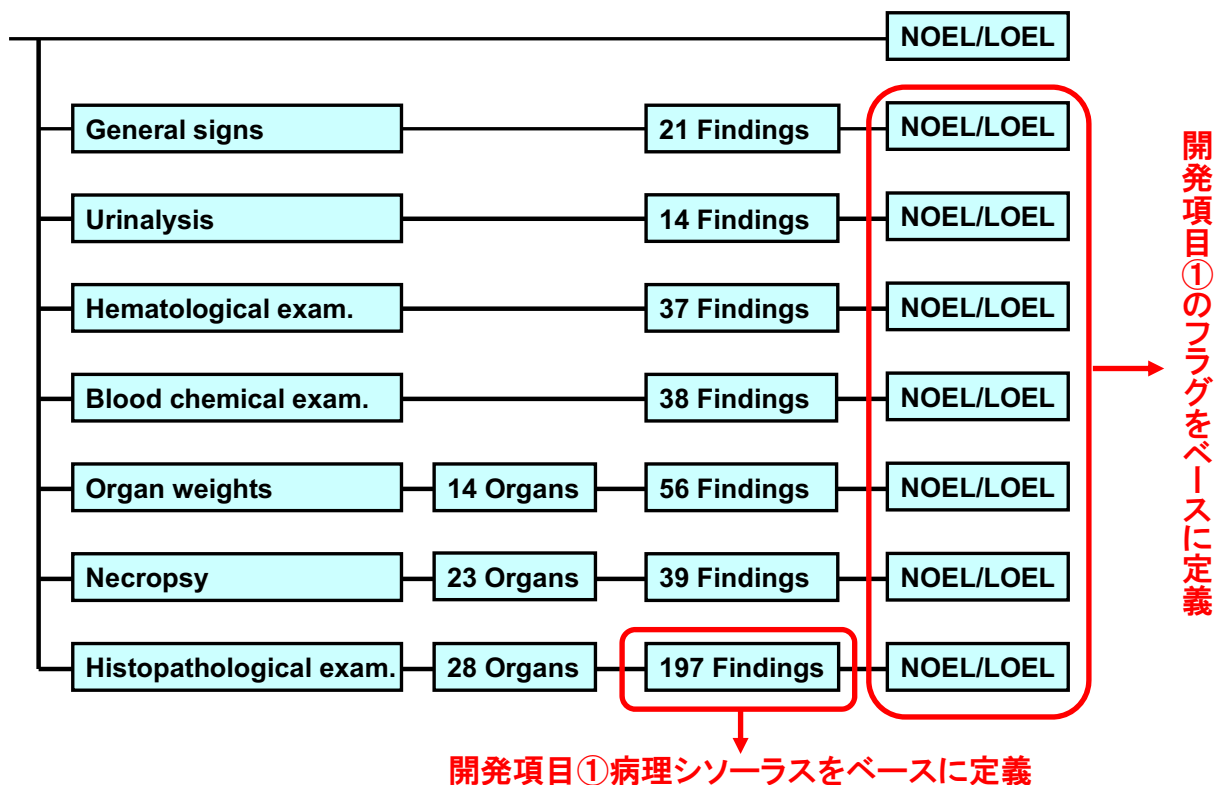 NOEL/LOEL
General signs 21 Findings NOEL/LOEL
Urinalysis 14 Findings NOEL/LOEL
Hematological exam. 37 Findings NOEL/LOEL
Blood chemical exam. 38 Findings NOEL/LOEL
Organ weights 14 Organs 56 Findings NOEL/LOEL
Necropsy 23 Organs 39 Findings NOEL/LOEL
Histopathological exam. 28 Organs 197 Findings NOEL/LOEL
開発項目①のフラグをベースに定義
開発項目①病理シソーラスをベースに定義